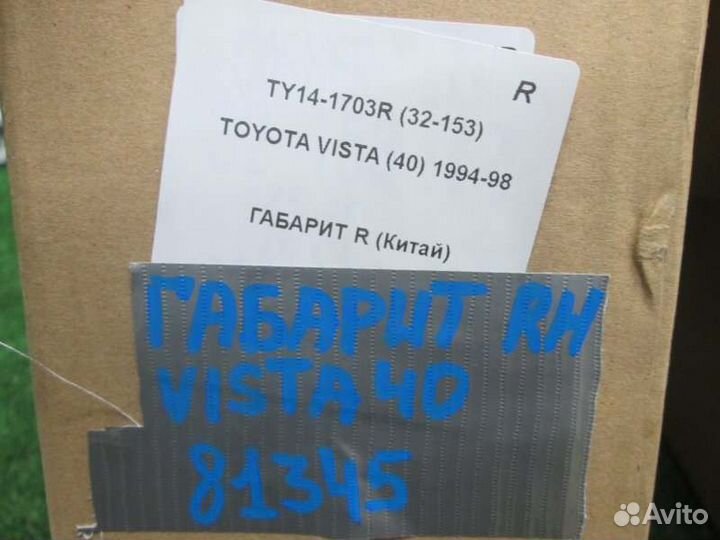 R
TY14-1703R (32-153)
TOYOTA VISTA (40) 1994-98
ГАБАРИТ R (Китай)
ГАБАРИТ RH
VISTA 40
81345
Avito